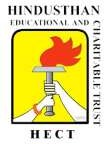 HINDUSTHAN
EDUCATIONAL AND
CHARITABLE TRUST
HECT